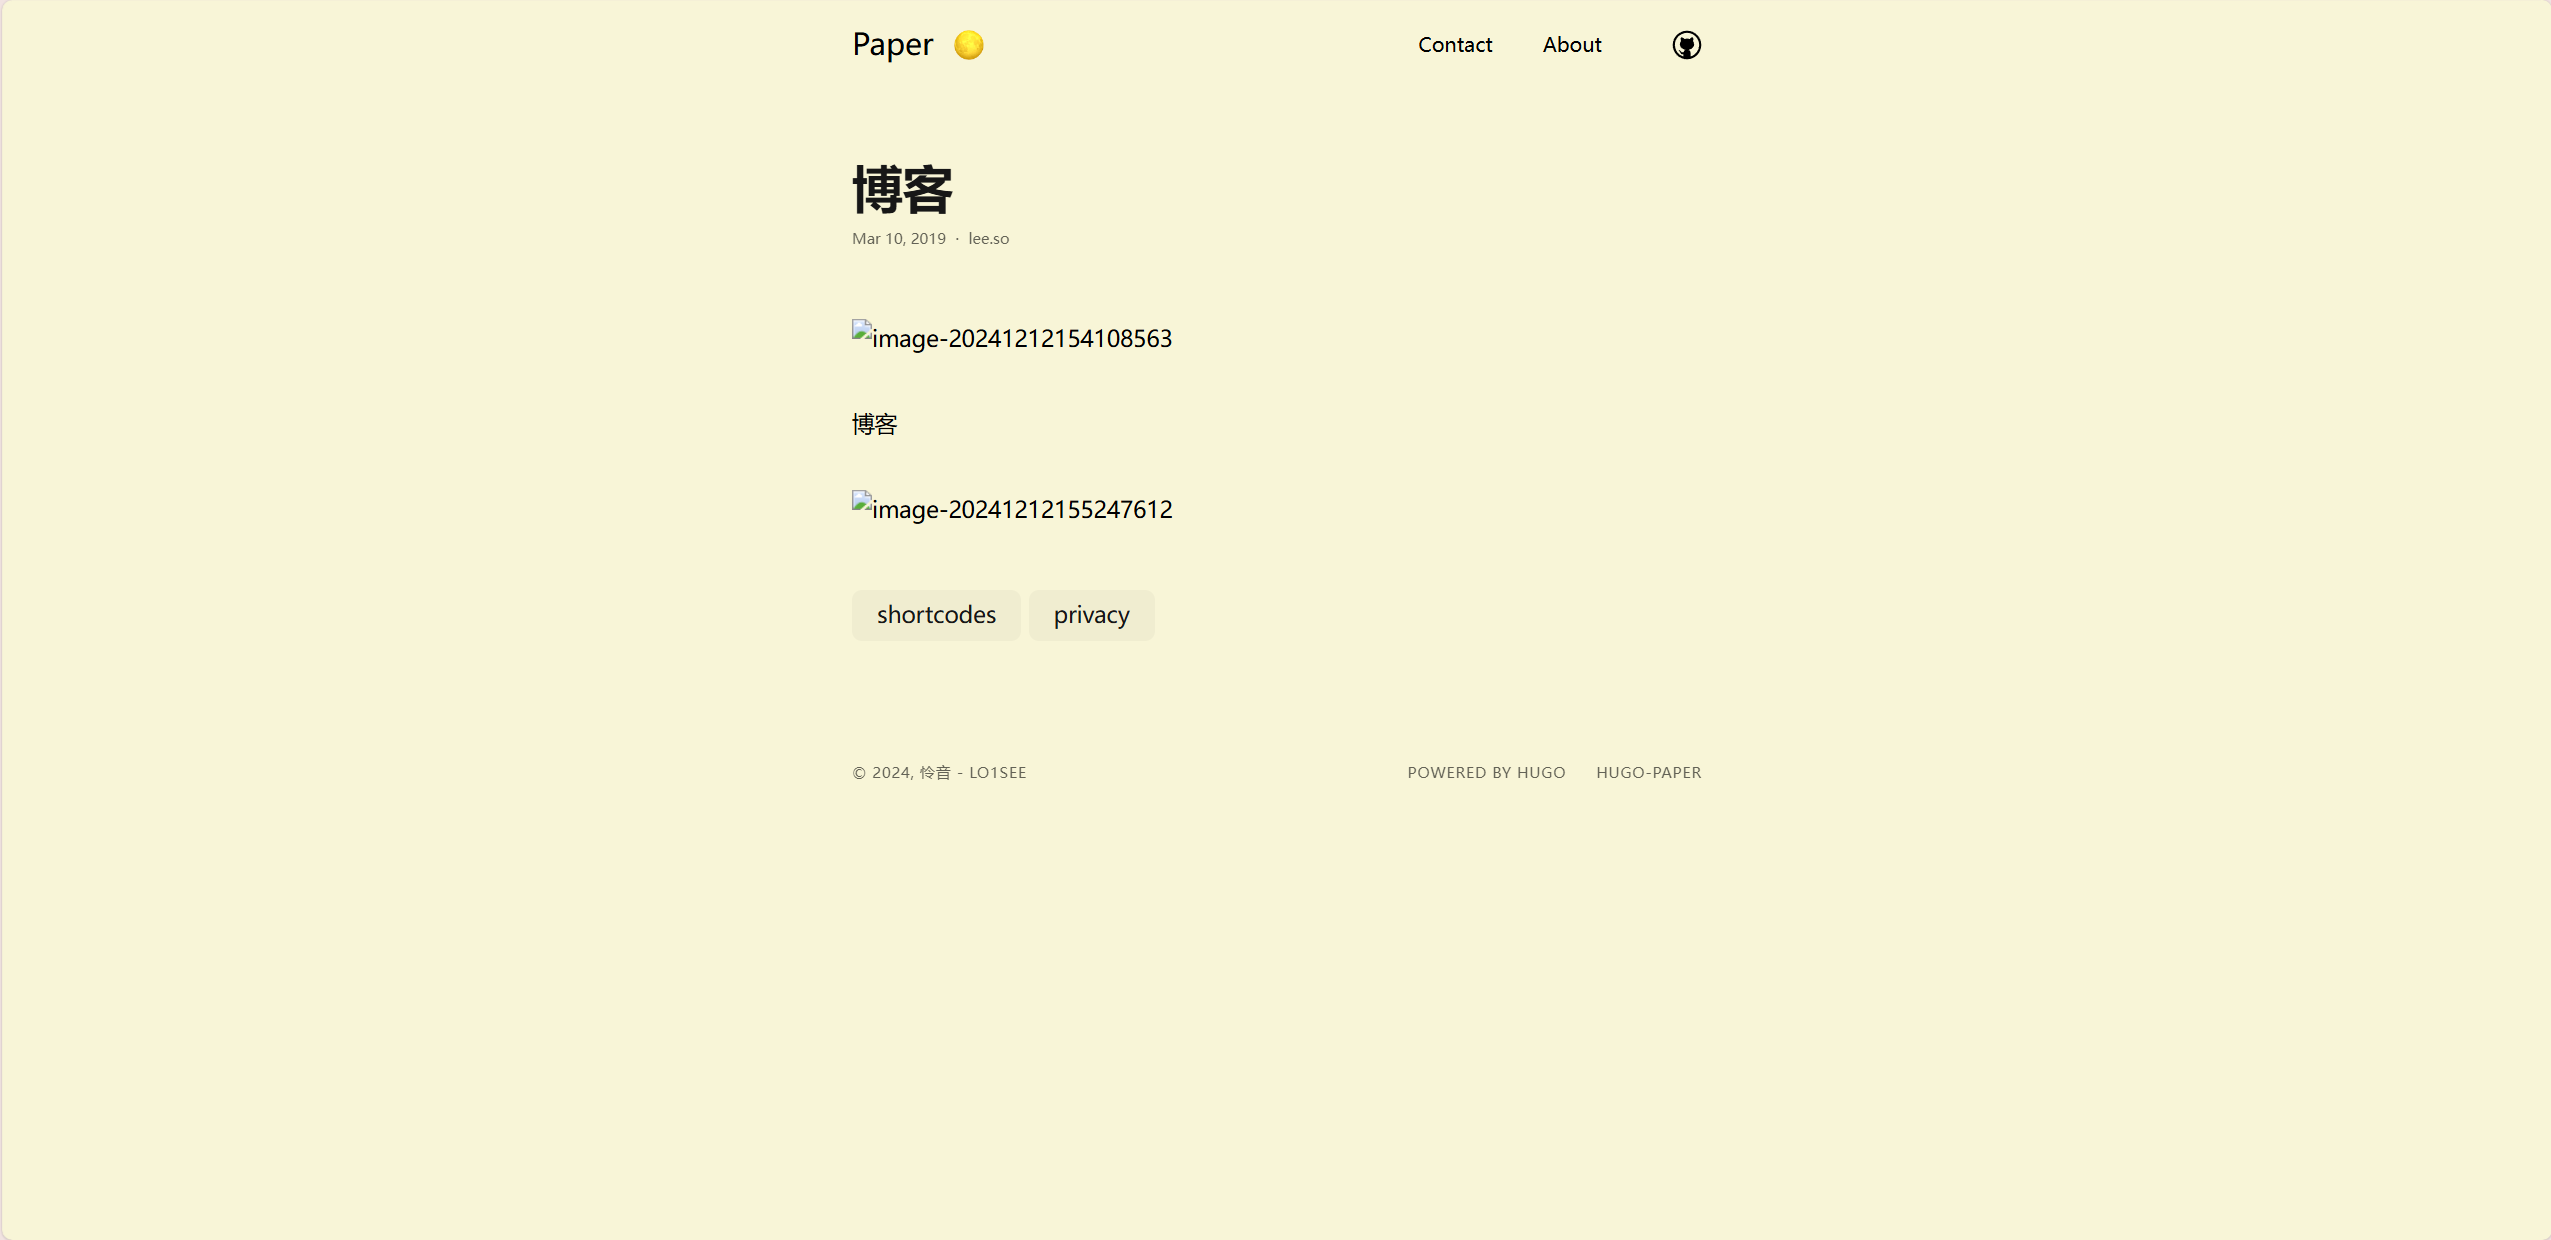 Paper
Contact About
博客
Mar 10, 2019 · lee.so
image-20241212154108563
博客
image-20241212155247612
shortcodes privacy
© 2024, 怜音 - LO1SEE
POWERED BY HUGO HUGO-PAPER